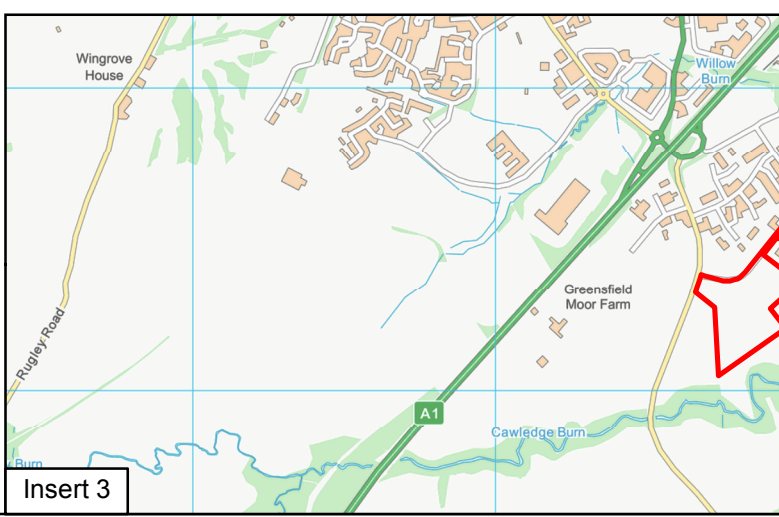 Wingrove
House
Willow
Burn
Greensfield
Moor Farm
Rugley Road
A1
Cawledge Burn
Burn
Insert 3